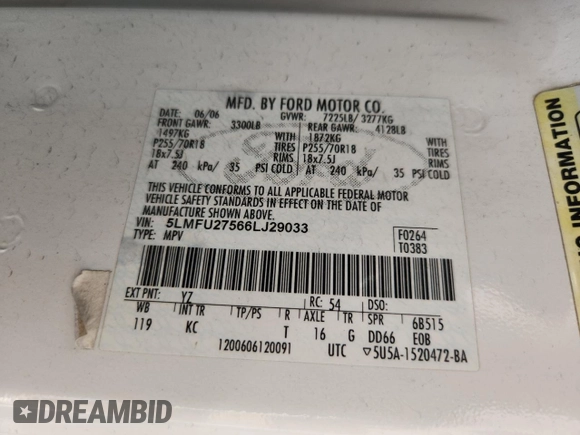 MFD. BY FORD MOTOR CO.
DATE: 06/06 GVWR: 7225LB/ 3277KG
FRONT GAWR: 3300LB REAR GAWR: 4128LB
1497KG WITH 1872KG WITH
P255/70R18 TIRES P255/70R18 TIRES
18x7.5J RIMS 18x7.5J RIMS
AT 240 kPa/ 35 PSI COLD AT 240 kPa/ 35 PSI COLD
THIS VEHICLE CONFORMS TO ALL APPLICABLE FEDERAL MOTOR
VEHICLE SAFETY STANDARDS IN EFFECT ON THE DATE OF
MANUFACTURE SHOWN ABOVE.
VIN: 5LMFU27566LJ29033 F0264
TYPE: MPV T0383
EXT PNT: YZ RC: 54 DSO:
WB INT TR TP/PS R AXLE TR SPR 6B515
119 KC T 16 G DD66 EOB
1200606120091 UTC ▽5U5A-1520472-BA
INFORMATION
DREAMBID